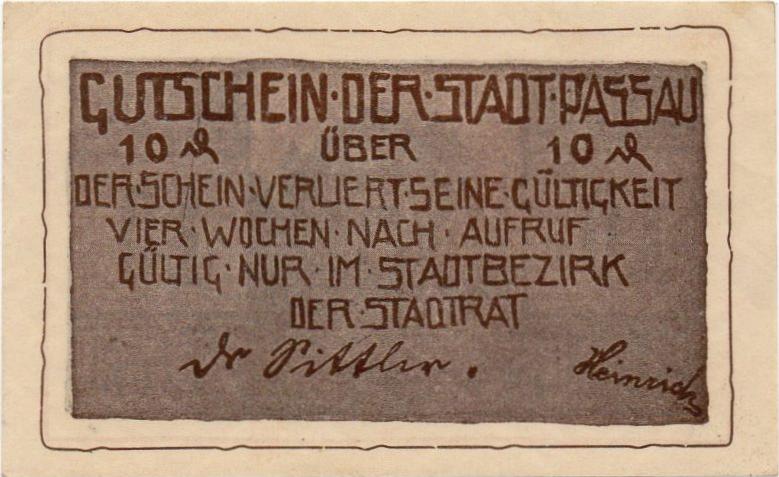 GUTSCHEIN·DER·STADT·PASSAU
10 ₰ ÜBER 10 ₰
DER·SCHEIN·VERLIERT·SEINE·GÜLTIGKEIT
VIER·WOCHEN·NACH·AUFRUF
GÜLTIG·NUR·IM·STADTBEZIRK
DER·STADTRAT
Dr Sittler. Heinrich